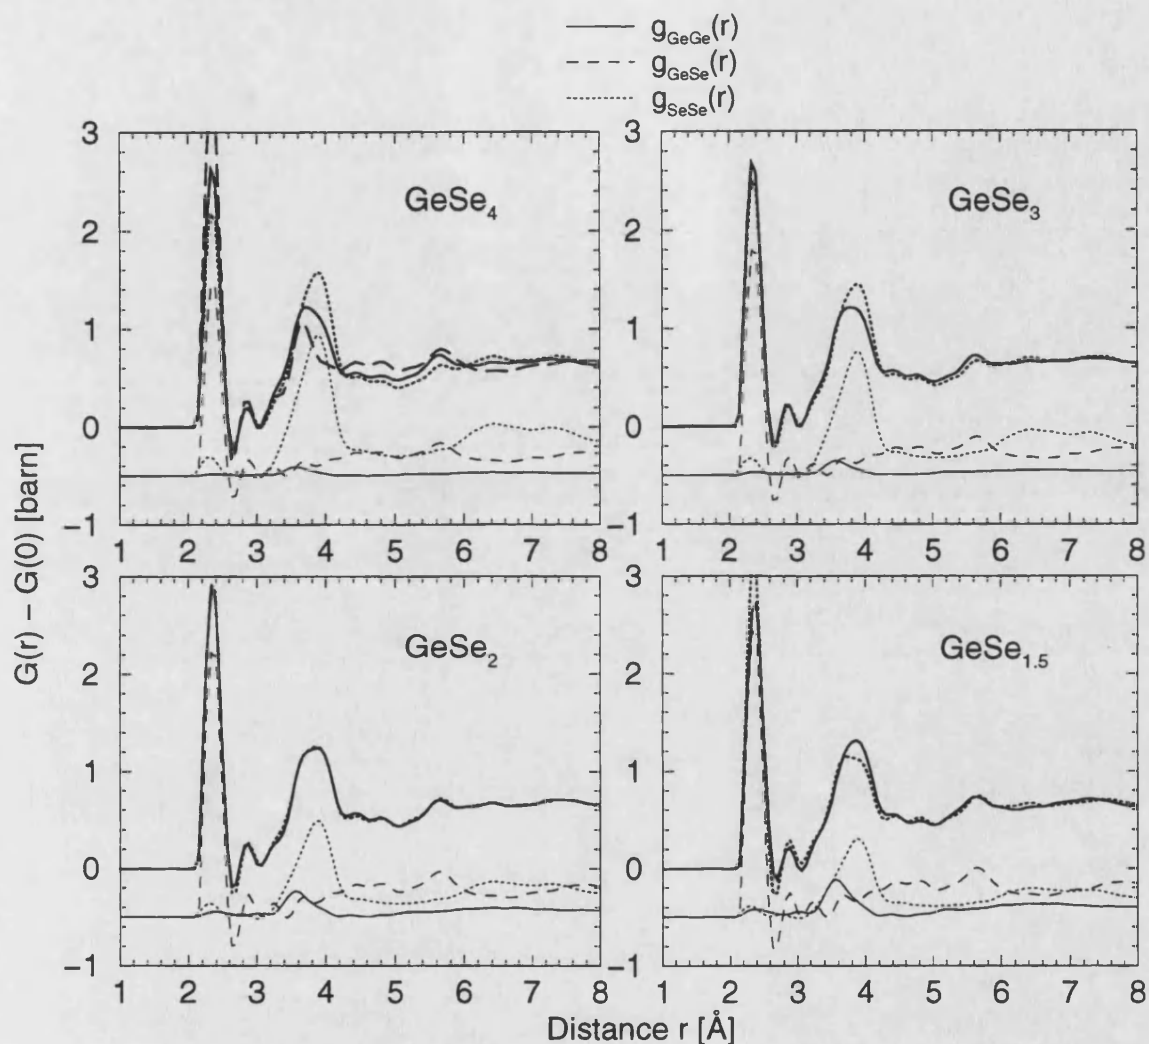 g_GeGe(r)
g_GeSe(r)
g_SeSe(r)
GeSe₄
GeSe₃
3
2
1
0
−1
3
2
1
0
−1
1 2 3 4 5 6 7 8
1 2 3 4 5 6 7 8
G(r) − G(0) [barn]
GeSe₂
GeSe₁.₅
3
2
1
0
−1
3
2
1
0
−1
1 2 3 4 5 6 7 8
1 2 3 4 5 6 7 8
Distance r [Å]